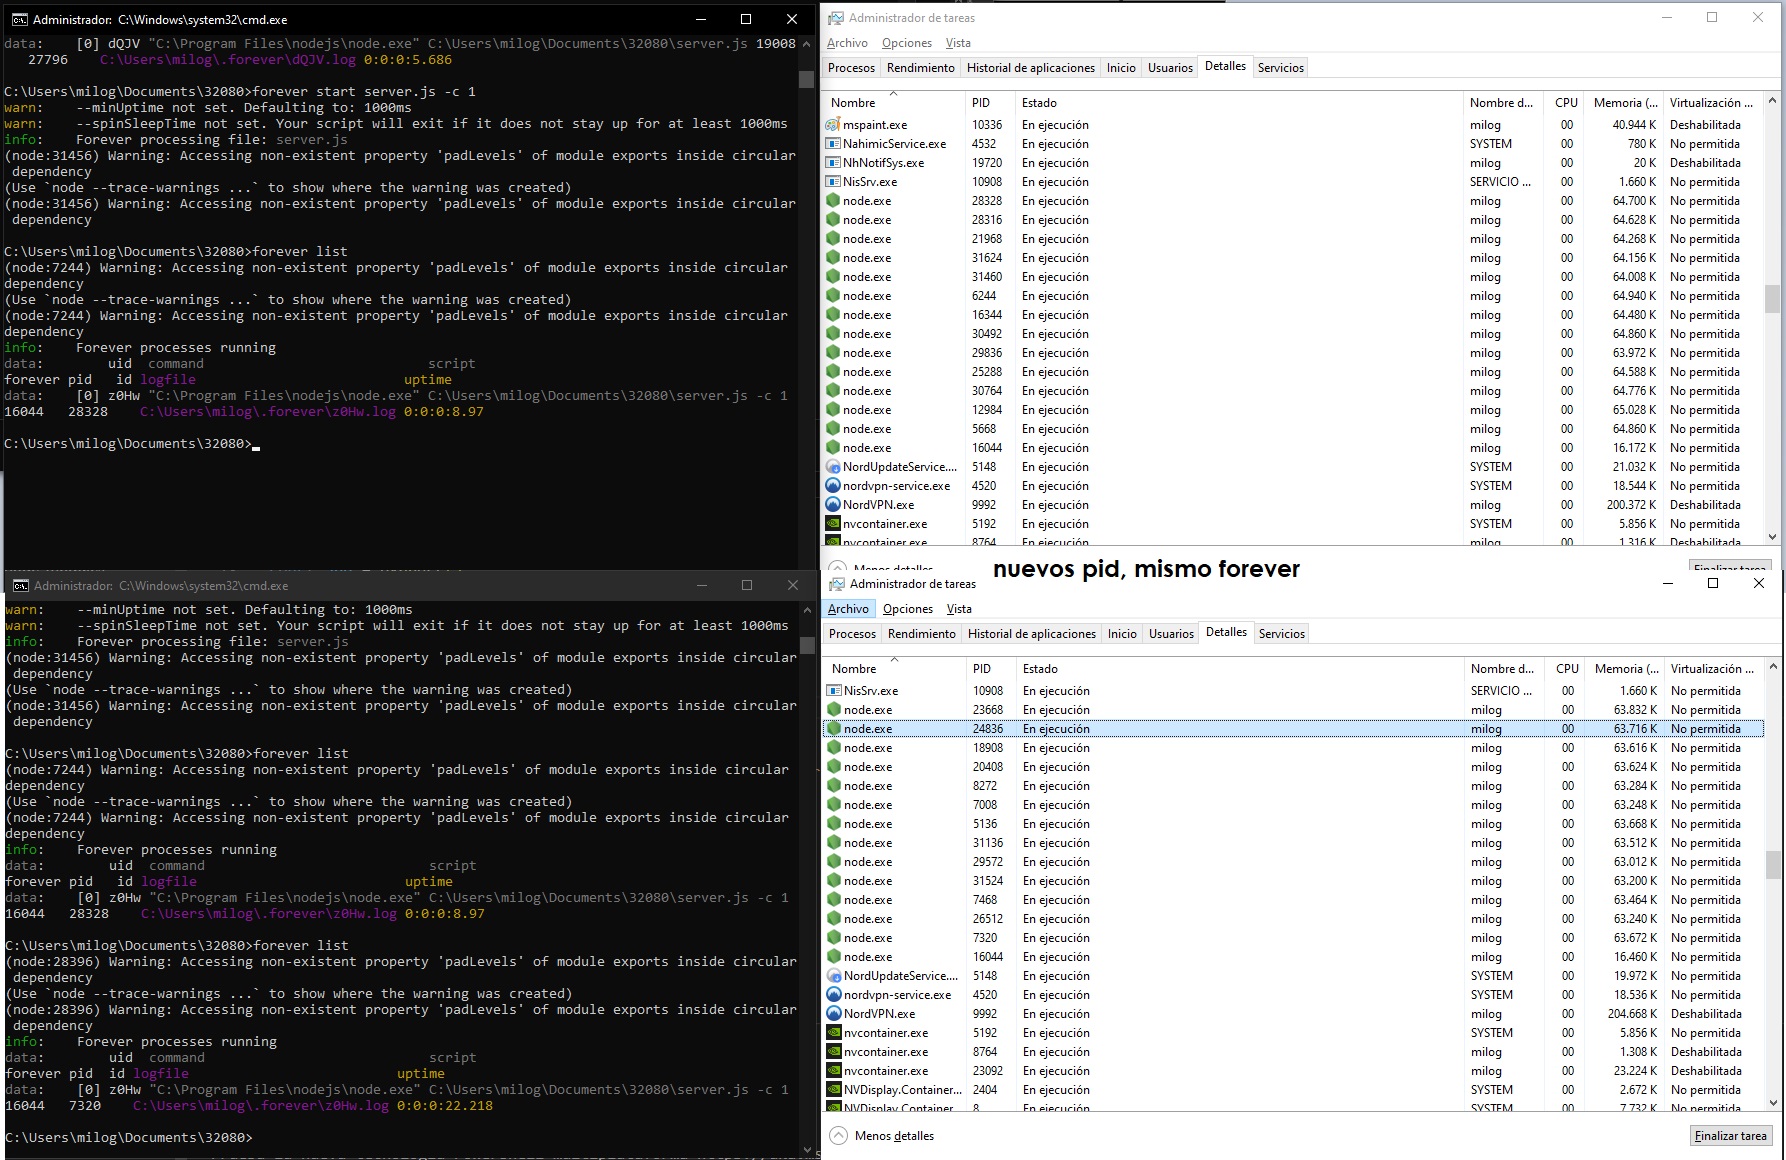 Administrador:  C:\Windows\system32\cmd.exe
data:    [0] dQJV "C:\Program Files\nodejs\node.exe" C:\Users\milog\Documents\32080\server.js 19008
   27796    C:\Users\milog\.forever\dQJV.log 0:0:0:5.686
C:\Users\milog\Documents\32080>forever start server.js -c 1
warn:    --minUptime not set. Defaulting to: 1000ms
warn:    --spinSleepTime not set. Your script will exit if it does not stay up for at least 1000ms
info:    Forever processing file: server.js
(node:31456) Warning: Accessing non-existent property 'padLevels' of module exports inside circular
 dependency
(Use `node --trace-warnings ...` to show where the warning was created)
(node:31456) Warning: Accessing non-existent property 'padLevels' of module exports inside circular
 dependency
C:\Users\milog\Documents\32080>forever list
(node:7244) Warning: Accessing non-existent property 'padLevels' of module exports inside circular
dependency
(Use `node --trace-warnings ...` to show where the warning was created)
(node:7244) Warning: Accessing non-existent property 'padLevels' of module exports inside circular
dependency
info:    Forever processes running
data:        uid  command                            script
forever pid   id logfile                          uptime
data:    [0] z0Hw "C:\Program Files\nodejs\node.exe" C:\Users\milog\Documents\32080\server.js -c 1
16044   28328    C:\Users\milog\.forever\z0Hw.log 0:0:0:8.97
C:\Users\milog\Documents\32080>
Administrador de tareas
Archivo Opciones Vista
Procesos Rendimiento Historial de aplicaciones Inicio Usuarios Detalles Servicios
Nombre PID Estado Nombre d... CPU Memoria (... Virtualización ...
mspaint.exe 10336 En ejecución milog 00 40.944 K Deshabilitada
NahimicService.exe 4532 En ejecución SYSTEM 00 780 K No permitida
NhNotifSys.exe 19720 En ejecución milog 00 20 K Deshabilitada
NisSrv.exe 10908 En ejecución SERVICIO ... 00 1.660 K No permitida
node.exe 28328 En ejecución milog 00 64.700 K No permitida
node.exe 28316 En ejecución milog 00 64.628 K No permitida
node.exe 21968 En ejecución milog 00 64.268 K No permitida
node.exe 31624 En ejecución milog 00 64.156 K No permitida
node.exe 31460 En ejecución milog 00 64.008 K No permitida
node.exe 6244 En ejecución milog 00 64.940 K No permitida
node.exe 16344 En ejecución milog 00 64.480 K No permitida
node.exe 30492 En ejecución milog 00 64.860 K No permitida
node.exe 29836 En ejecución milog 00 63.972 K No permitida
node.exe 25288 En ejecución milog 00 64.588 K No permitida
node.exe 30764 En ejecución milog 00 64.776 K No permitida
node.exe 12984 En ejecución milog 00 65.028 K No permitida
node.exe 5668 En ejecución milog 00 64.860 K No permitida
node.exe 16044 En ejecución milog 00 16.172 K No permitida
NordUpdateService.... 5148 En ejecución SYSTEM 00 21.032 K No permitida
nordvpn-service.exe 4520 En ejecución SYSTEM 00 18.544 K No permitida
NordVPN.exe 9992 En ejecución milog 00 200.372 K Deshabilitada
nvcontainer.exe 5192 En ejecución SYSTEM 00 5.856 K No permitida
nvcontainer.exe 8764 En ejecución milog 00 1.316 K Deshabilitada
Menos detalles Finalizar tarea
nuevos pid, mismo forever
Administrador:  C:\Windows\system32\cmd.exe
warn:    --minUptime not set. Defaulting to: 1000ms
warn:    --spinSleepTime not set. Your script will exit if it does not stay up for at least 1000ms
info:    Forever processing file: server.js
(node:31456) Warning: Accessing non-existent property 'padLevels' of module exports inside circular
 dependency
(Use `node --trace-warnings ...` to show where the warning was created)
(node:31456) Warning: Accessing non-existent property 'padLevels' of module exports inside circular
 dependency
C:\Users\milog\Documents\32080>forever list
(node:7244) Warning: Accessing non-existent property 'padLevels' of module exports inside circular
dependency
(Use `node --trace-warnings ...` to show where the warning was created)
(node:7244) Warning: Accessing non-existent property 'padLevels' of module exports inside circular
dependency
info:    Forever processes running
data:        uid  command                            script
forever pid   id logfile                          uptime
data:    [0] z0Hw "C:\Program Files\nodejs\node.exe" C:\Users\milog\Documents\32080\server.js -c 1
16044   28328    C:\Users\milog\.forever\z0Hw.log 0:0:0:8.97
C:\Users\milog\Documents\32080>forever list
(node:28396) Warning: Accessing non-existent property 'padLevels' of module exports inside circular
 dependency
(Use `node --trace-warnings ...` to show where the warning was created)
(node:28396) Warning: Accessing non-existent property 'padLevels' of module exports inside circular
 dependency
info:    Forever processes running
data:        uid  command                            script
forever pid  id logfile                          uptime
data:    [0] z0Hw "C:\Program Files\nodejs\node.exe" C:\Users\milog\Documents\32080\server.js -c 1
16044   7320    C:\Users\milog\.forever\z0Hw.log 0:0:0:22.218
C:\Users\milog\Documents\32080>
Administrador de tareas
Archivo Opciones Vista
Procesos Rendimiento Historial de aplicaciones Inicio Usuarios Detalles Servicios
Nombre PID Estado Nombre d... CPU Memoria (... Virtualización ...
NisSrv.exe 10908 En ejecución SERVICIO ... 00 1.660 K No permitida
node.exe 23668 En ejecución milog 00 63.832 K No permitida
node.exe 24836 En ejecución milog 00 63.716 K No permitida
node.exe 18908 En ejecución milog 00 63.616 K No permitida
node.exe 20408 En ejecución milog 00 63.624 K No permitida
node.exe 8272 En ejecución milog 00 63.284 K No permitida
node.exe 7008 En ejecución milog 00 63.248 K No permitida
node.exe 5136 En ejecución milog 00 63.668 K No permitida
node.exe 31136 En ejecución milog 00 63.512 K No permitida
node.exe 29572 En ejecución milog 00 63.012 K No permitida
node.exe 31524 En ejecución milog 00 63.200 K No permitida
node.exe 7468 En ejecución milog 00 63.464 K No permitida
node.exe 26512 En ejecución milog 00 63.240 K No permitida
node.exe 7320 En ejecución milog 00 63.672 K No permitida
node.exe 16044 En ejecución milog 00 16.460 K No permitida
NordUpdateService.... 5148 En ejecución SYSTEM 00 19.972 K No permitida
nordvpn-service.exe 4520 En ejecución SYSTEM 00 18.536 K No permitida
NordVPN.exe 9992 En ejecución milog 00 204.668 K Deshabilitada
nvcontainer.exe 5192 En ejecución SYSTEM 00 5.856 K No permitida
nvcontainer.exe 8764 En ejecución milog 00 1.308 K Deshabilitada
nvcontainer.exe 23092 En ejecución milog 00 23.224 K Deshabilitada
NVDisplay.Container... 2404 En ejecución SYSTEM 00 2.672 K No permitida
NVDisplay.Container En ejecución SYSTEM 00 7.732 K No permitida
Menos detalles Finalizar tarea